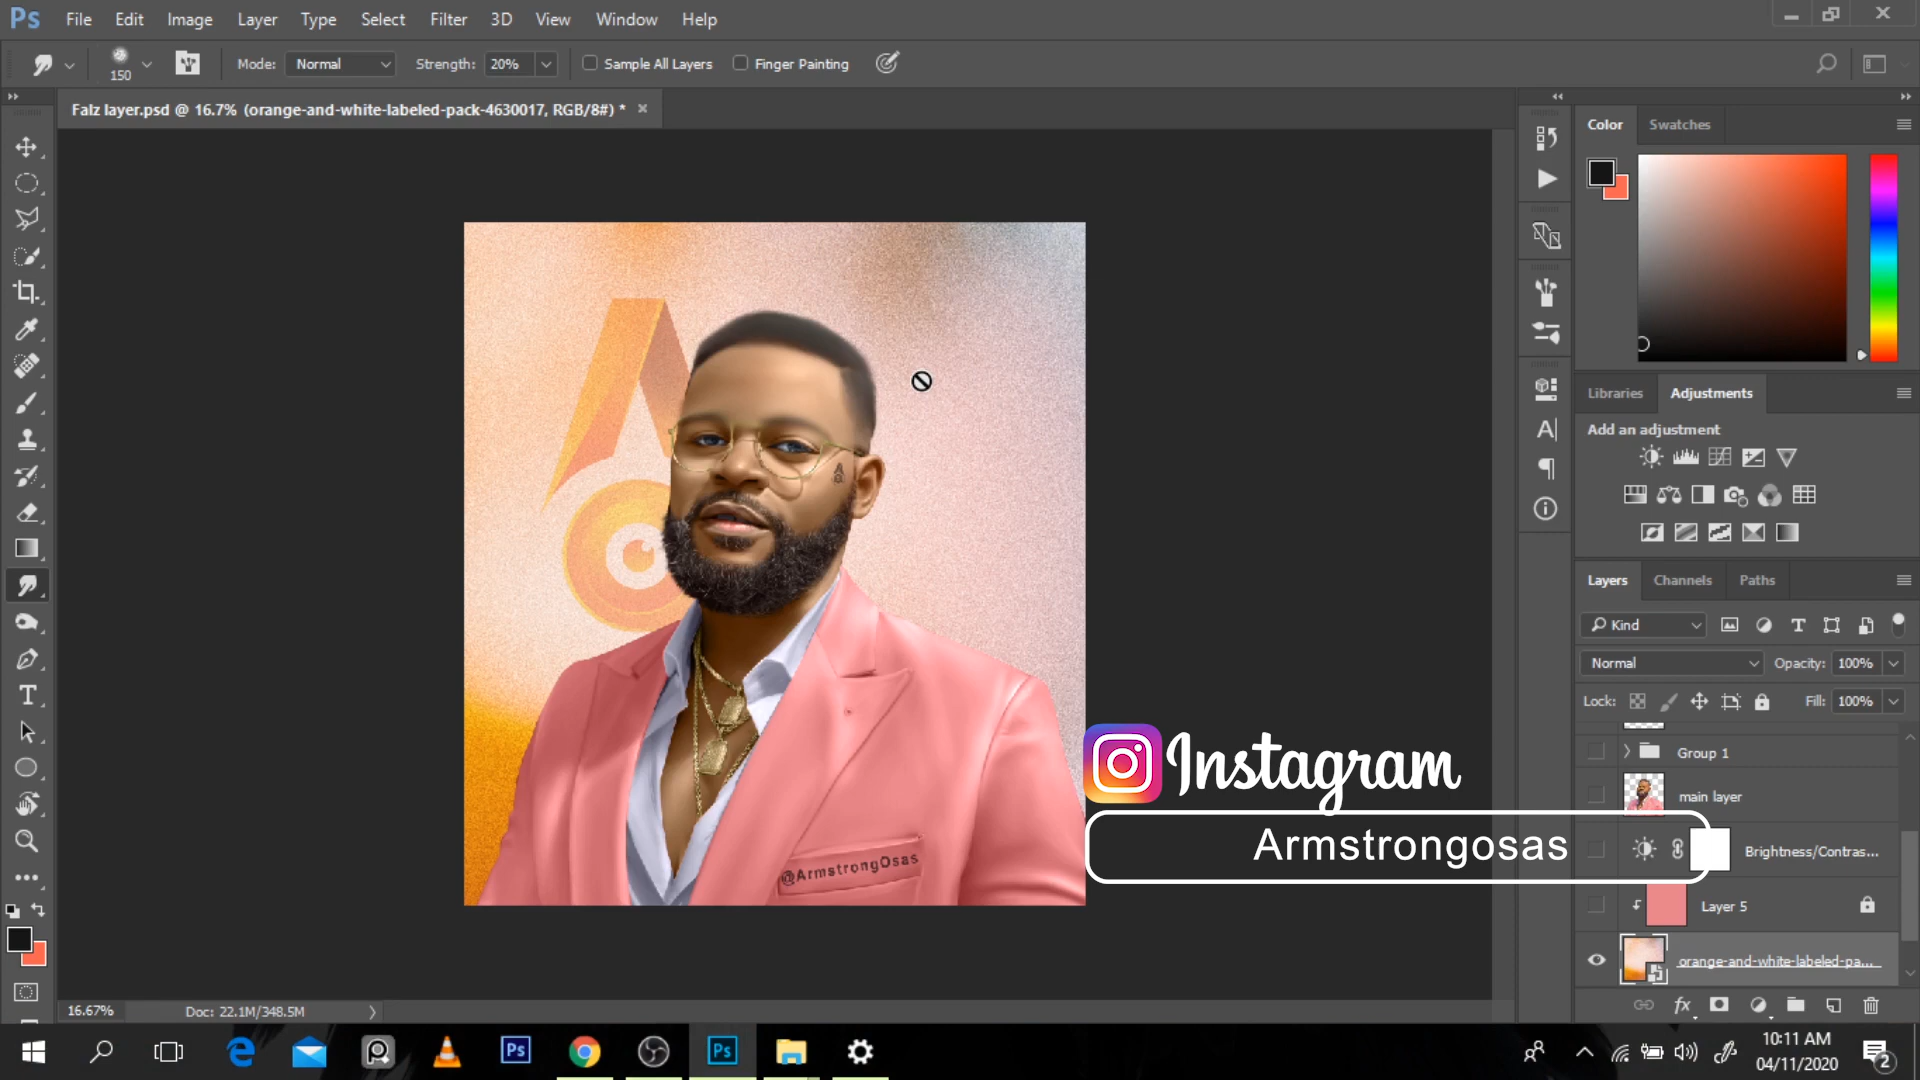 Ps File Edit Image Layer Type Select Filter 3D View Window Help
150 Mode: Normal Strength: 20% Sample All Layers Finger Painting
Falz layer.psd @ 16.7% (orange-and-white-labeled-pack-4630017, RGB/8#) * ×
Color Swatches
Libraries Adjustments
Add an adjustment
Layers Channels Paths
Kind
Normal Opacity: 100%
Lock: Fill: 100%
Group 1
main layer
Brightness/Contras...
Layer 5
orange-and-white-labeled-pa...
Instagram
Armstrongosas
@ArmstrongOsas
16.67% Doc: 22.1M/348.5M
Ps Ps
10:11 AM
04/11/2020
2